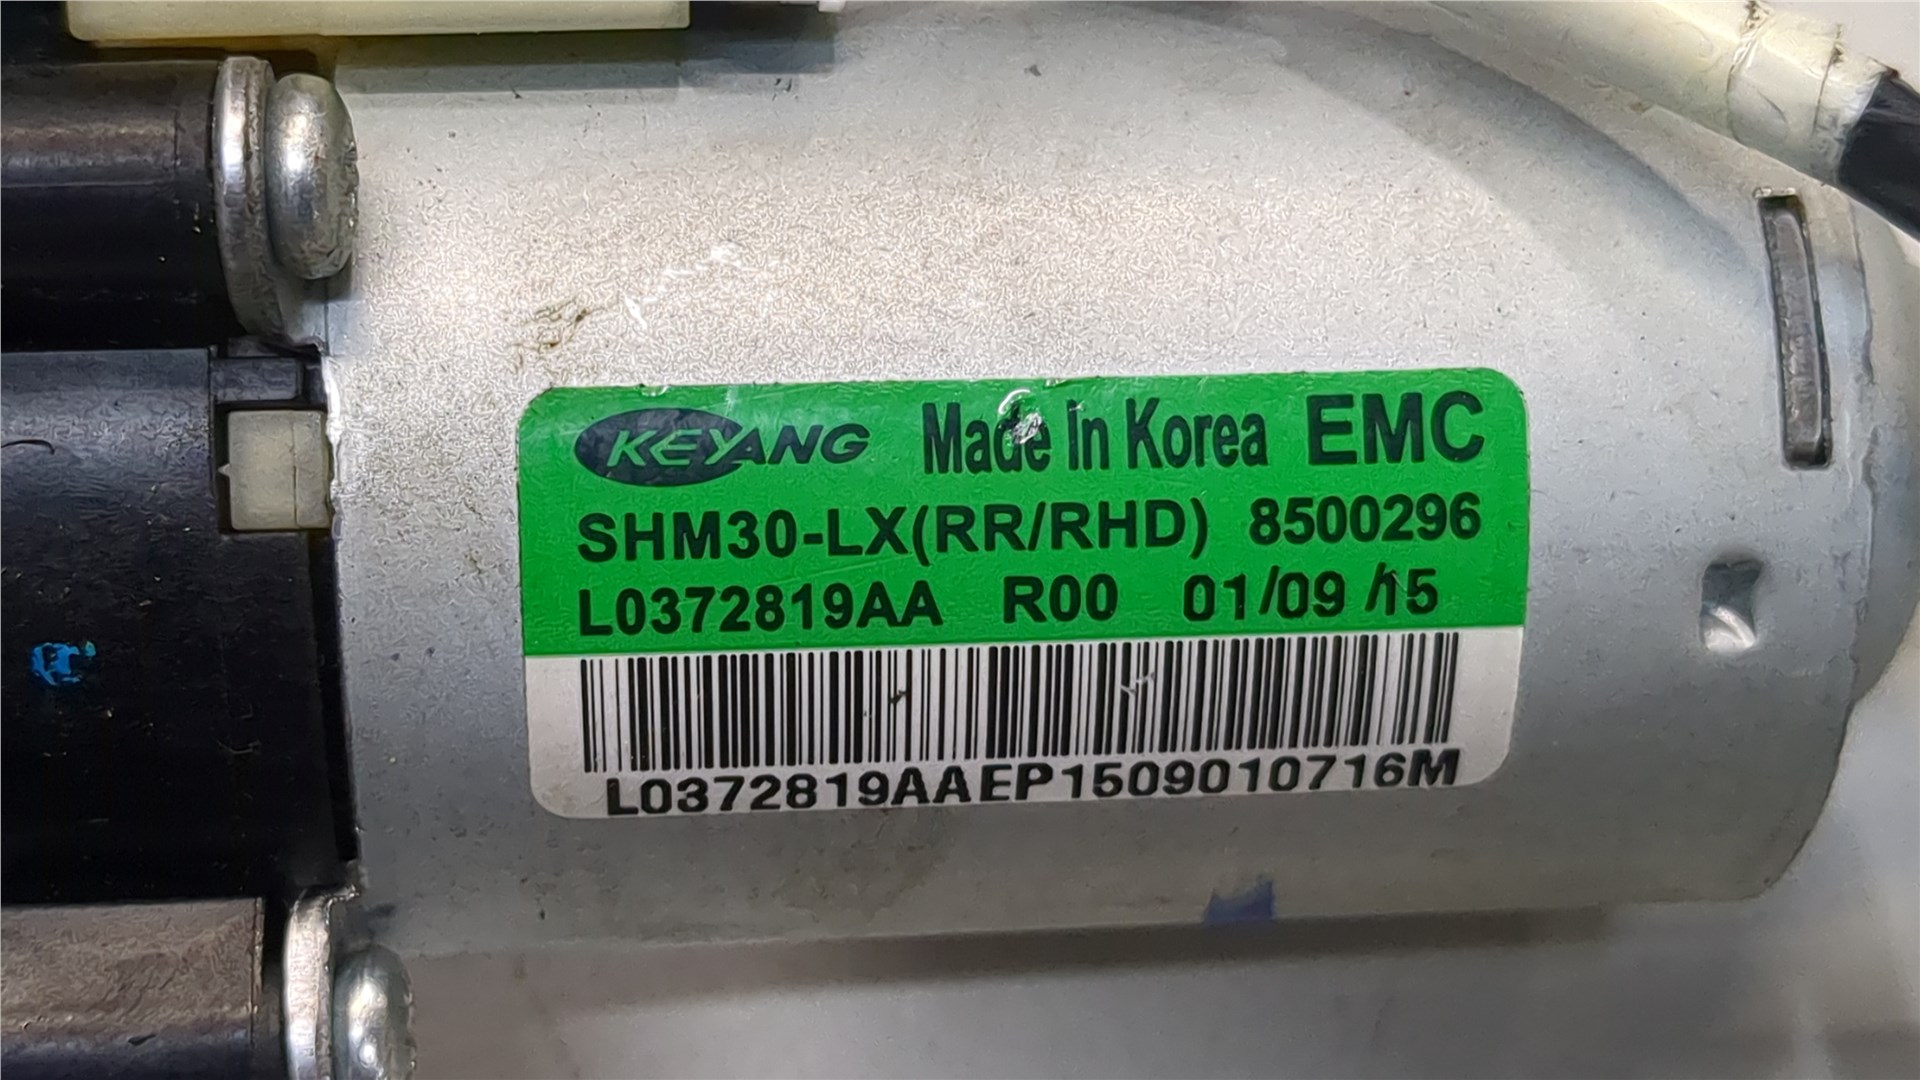 KEYANG Made In Korea EMC
SHM30-LX(RR/RHD) 8500296
L0372819AA R00 01/09/15
L0372819AAEP1509010716M